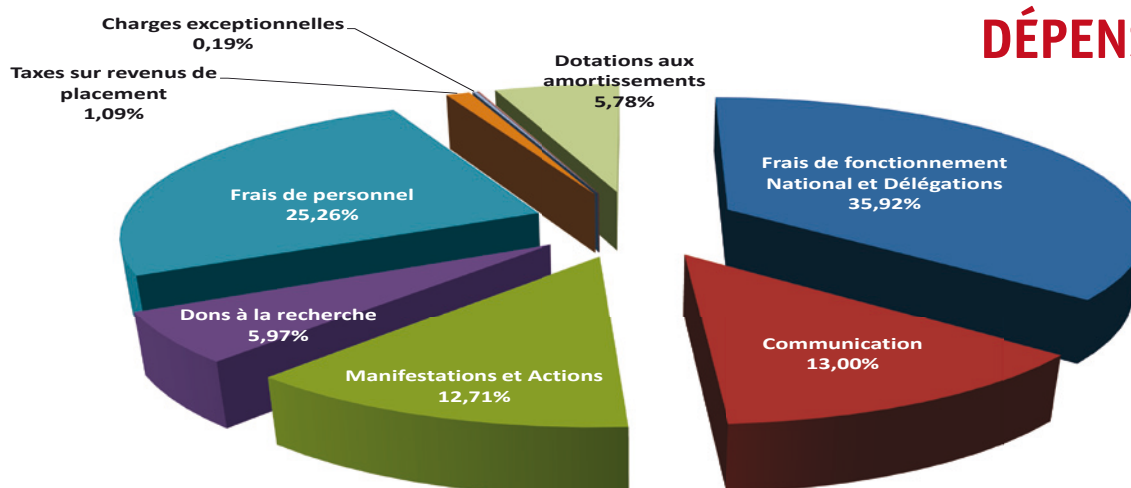 DÉPENS
Charges exceptionnelles
0,19%
Taxes sur revenus de
placement
1,09%
Dotations aux
amortissements
5,78%
Frais de fonctionnement
National et Délégations
35,92%
Frais de personnel
25,26%
Dons à la recherche
5,97%
Communication
13,00%
Manifestations et Actions
12,71%